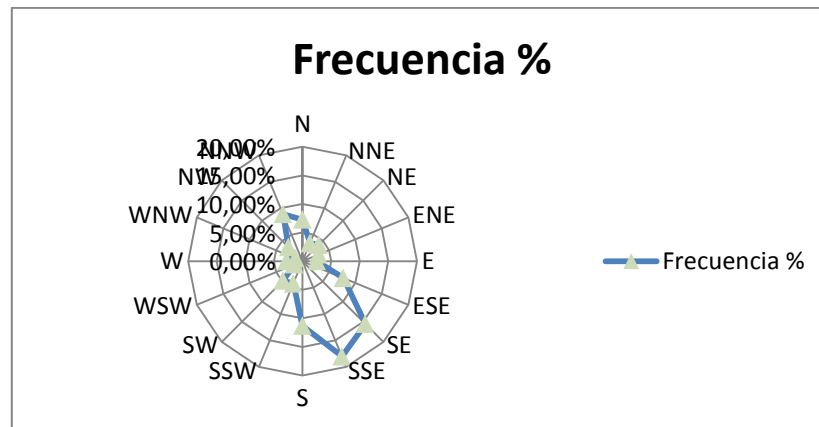 Frecuencia %
N
NNE
NE
ENE
E
ESE
SE
SSE
S
SSW
SW
WSW
W
WNW
NW
NNW
20,00%
15,00%
10,00%
5,00%
0,00%
Frecuencia %